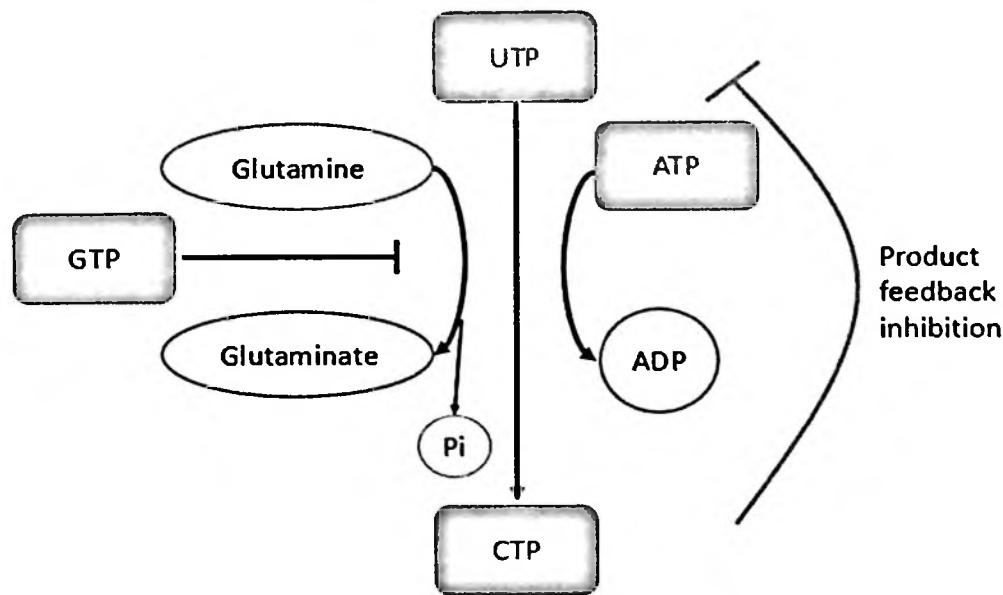 UTP
Glutamine
ATP
GTP
Product
feedback
inhibition
Glutaminate
ADP
Pi
CTP